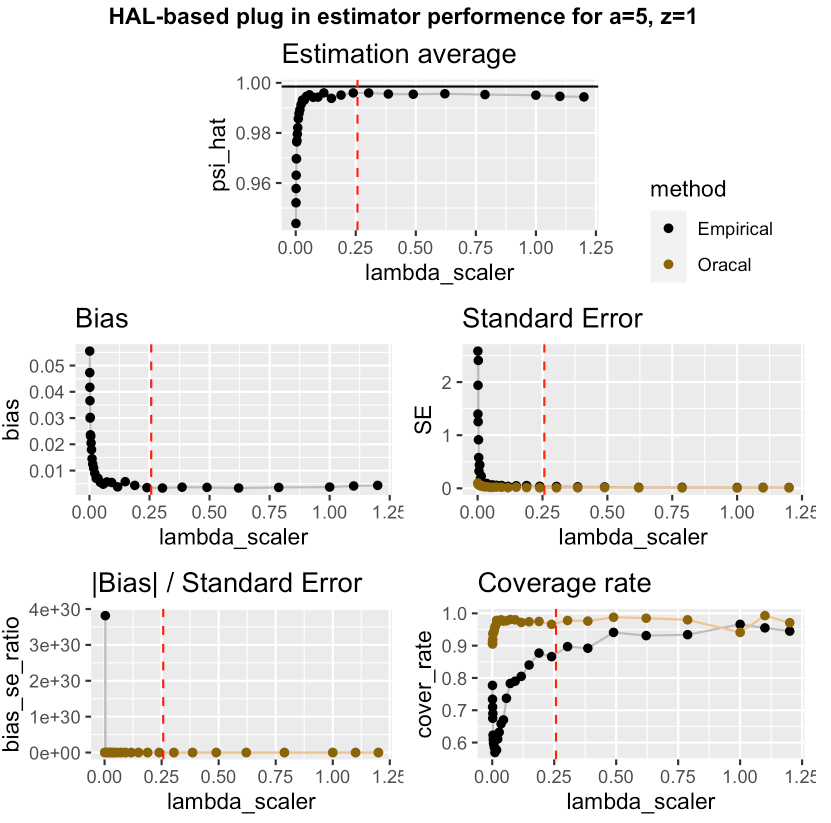 HAL-based plug in estimator performence for a=5, z=1
Estimation average
psi_hat
1.00
0.98
0.96
0.00 0.25 0.50 0.75 1.00 1.25
lambda_scaler
method
Empirical
Oracal
Bias
bias
0.05
0.04
0.03
0.02
0.01
0.00 0.25 0.50 0.75 1.00 1.25
lambda_scaler
Standard Error
SE
2
1
0
0.00 0.25 0.50 0.75 1.00 1.25
lambda_scaler
|Bias| / Standard Error
bias_se_ratio
4e+30
3e+30
2e+30
1e+30
0e+00
0.00 0.25 0.50 0.75 1.00 1.25
lambda_scaler
Coverage rate
cover_rate
1.0
0.9
0.8
0.7
0.6
0.00 0.25 0.50 0.75 1.00 1.25
lambda_scaler